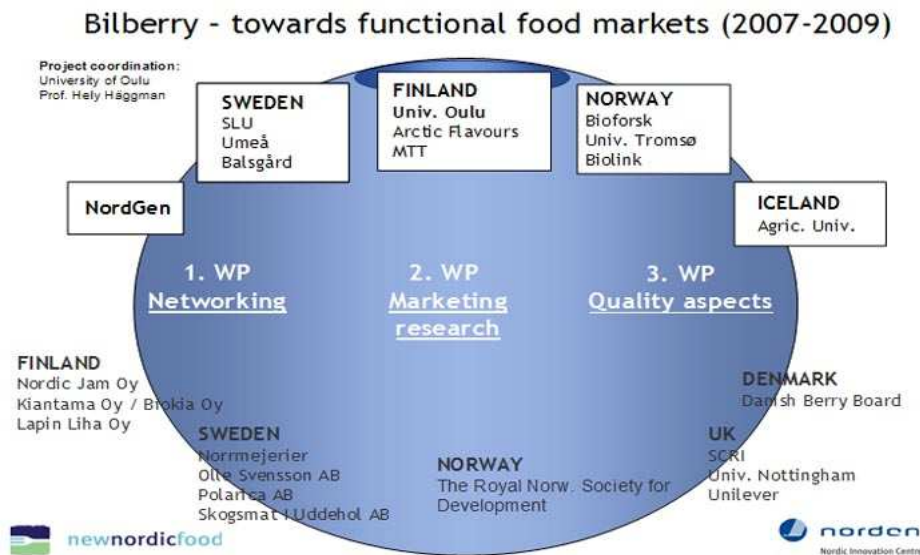 Bilberry - towards functional food markets (2007-2009)
Project coordination:
University of Oulu
Prof. Hely Häggman
SWEDEN
SLU
Umeå
Balsgård
FINLAND
Univ. Oulu
Arctic Flavours
MTT
NORWAY
Bioforsk
Univ. Tromsø
Biolink
NordGen
ICELAND
Agric. Univ.
1. WP
Networking
2. WP
Marketing
research
3. WP
Quality aspects
FINLAND
Nordic Jam Oy
Kiantama Oy / Biokia Oy
Lapin Liha Oy
SWEDEN
Norrmejerier
Olle Svensson AB
Polarica AB
Skogsmat i Uddehol AB
NORWAY
The Royal Norw. Society for
Development
DENMARK
Danish Berry Board
UK
SCRI
Univ. Nottingham
Unilever
newnordicfood
norden
Nordic Innovation Centre